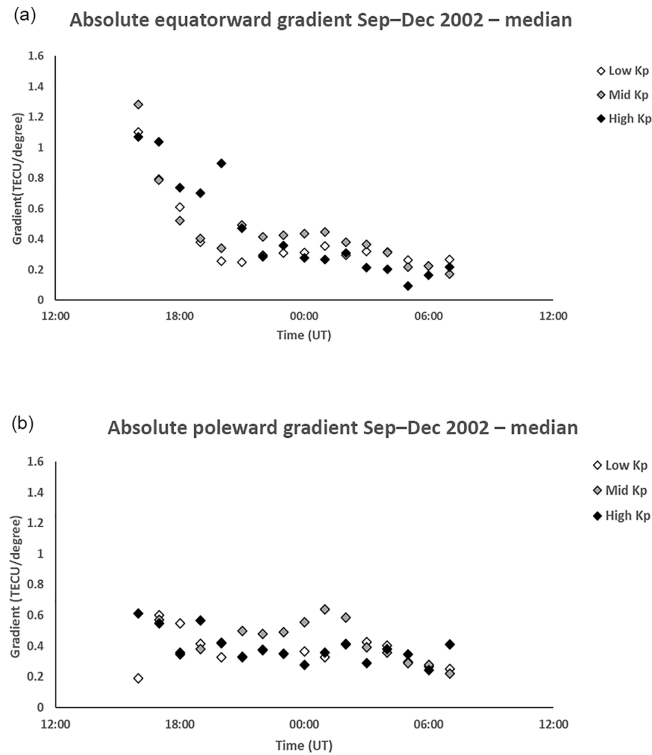 (a)
Absolute equatorward gradient Sep–Dec 2002 – median
Gradient(TECU/degree)
1.6
1.4
1.2
1
0.8
0.6
0.4
0.2
0
12:00 18:00 00:00 06:00 12:00
Time (UT)
Low Kp
Mid Kp
High Kp
(b)
Absolute poleward gradient Sep–Dec 2002 – median
Gradient (TECU/degree)
1.6
1.4
1.2
1
0.8
0.6
0.4
0.2
0
12:00 18:00 00:00 06:00 12:00
Time (UT)
Low Kp
Mid Kp
High Kp